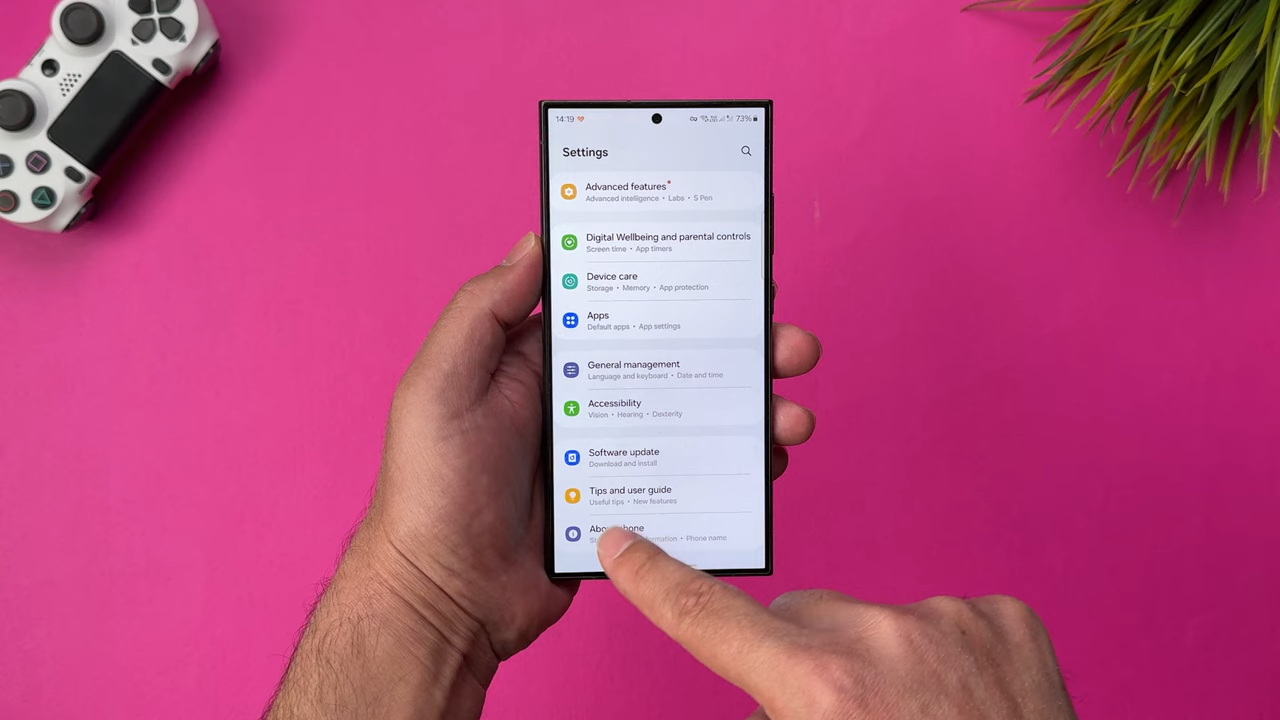 14:19 73%
Settings
Advanced features
Advanced intelligence • Labs • S Pen
Digital Wellbeing and parental controls
Screen time • App timers
Device care
Storage • Memory • App protection
Apps
Default apps • App settings
General management
Language and keyboard • Date and time
Accessibility
Vision • Hearing • Dexterity
Software update
Download and install
Tips and user guide
Useful tips • New features
• Phone name